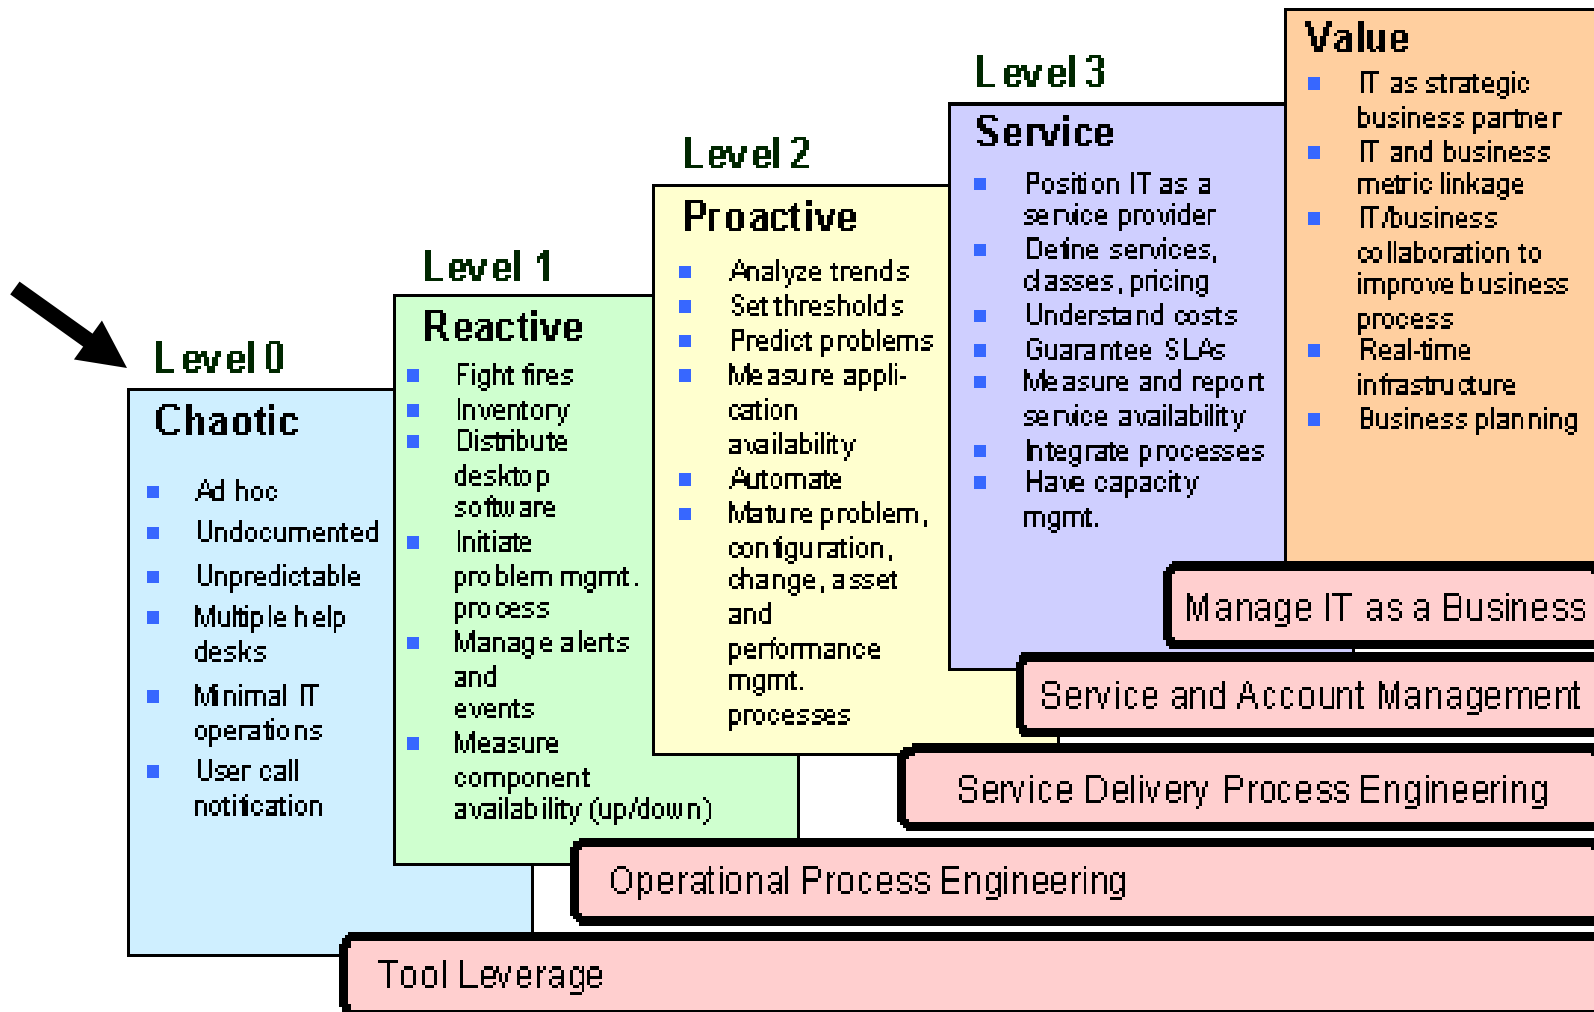 Level 0
Chaotic
Ad hoc
Undocumented
Unpredictable
Multiple help
desks
Minimal IT
operations
User call
notification
Level 1
Reactive
Fight fires
Inventory
Distribute
desktop
software
Initiate
problem mgmt.
process
Manage alerts
and
events
Measure
component
availability (up/down)
Level 2
Proactive
Analyze trends
Set thresholds
Predict problems
Measure appli-
cation
availability
Automate
Mature problem,
configuration,
change, asset
and
performance
mgmt.
processes
Level 3
Service
Position IT as a
service provider
Define services,
classes, pricing
Understand costs
Guarantee SLAs
Measure and report
service availability
Integrate processes
Have capacity
mgmt.
Value
IT as strategic
business partner
IT and business
metric linkage
IT/business
collaboration to
improve business
process
Real-time
infrastructure
Business planning
Manage IT as a Business
Service and Account Management
Service Delivery Process Engineering
Operational Process Engineering
Tool Leverage